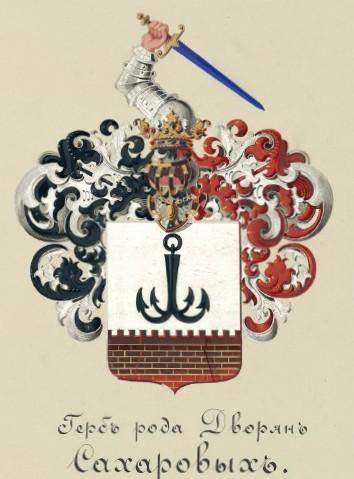 Гербъ рода Дворянъ
Сахаровыхъ.